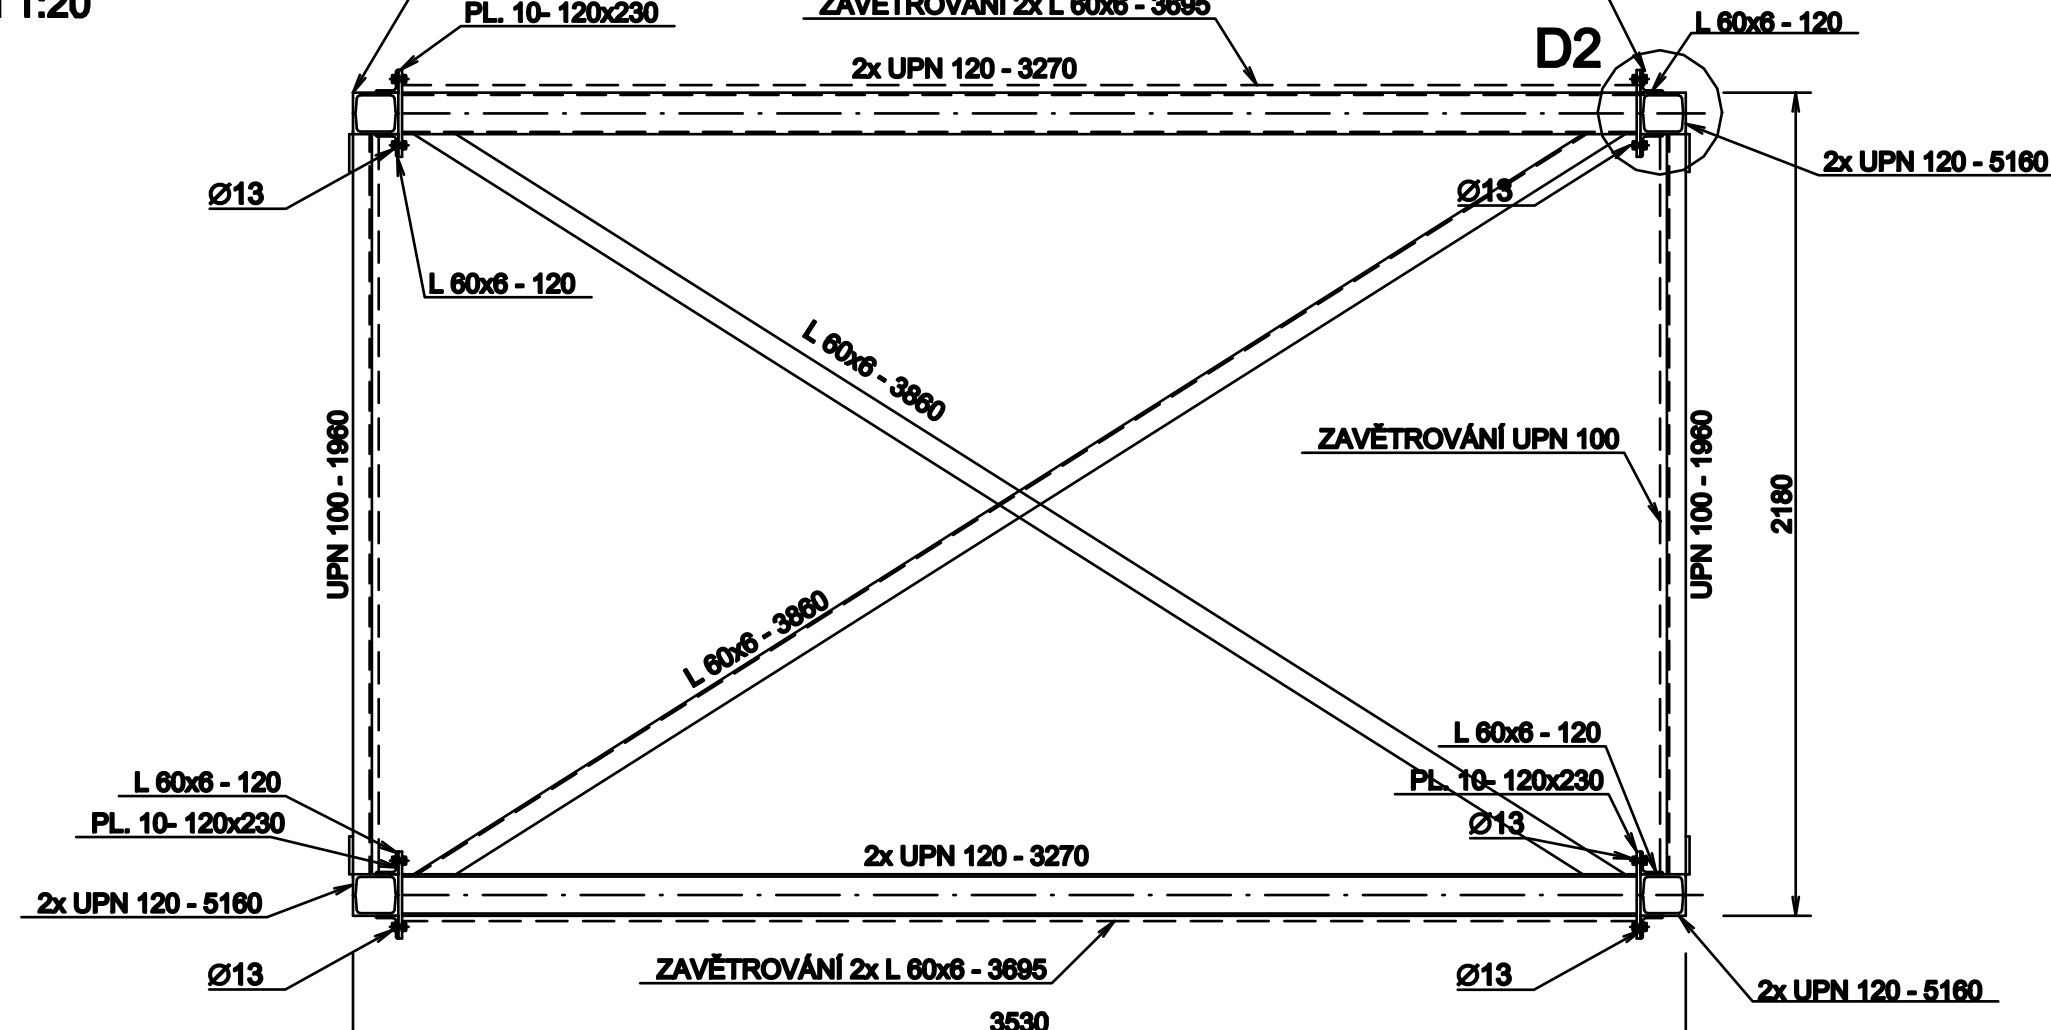 1:20
PL. 10- 120x230
ZAVĚTROVÁNÍ 2x L 60x6 - 3695
L 60x6 - 120
D2
2x UPN 120 - 3270
2x UPN 120 - 5160
Ø13
Ø13
L 60x6 - 120
L 60x6 - 3860
UPN 100 - 1960
ZAVĚTROVÁNÍ UPN 100
UPN 100 - 1960
2180
L 60x6 - 3860
L 60x6 - 120
PL. 10- 120x230
L 60x6 - 120
PL. 10- 120x230
Ø13
2x UPN 120 - 3270
2x UPN 120 - 5160
Ø13
ZAVĚTROVÁNÍ 2x L 60x6 - 3695
Ø13
2x UPN 120 - 5160
3530